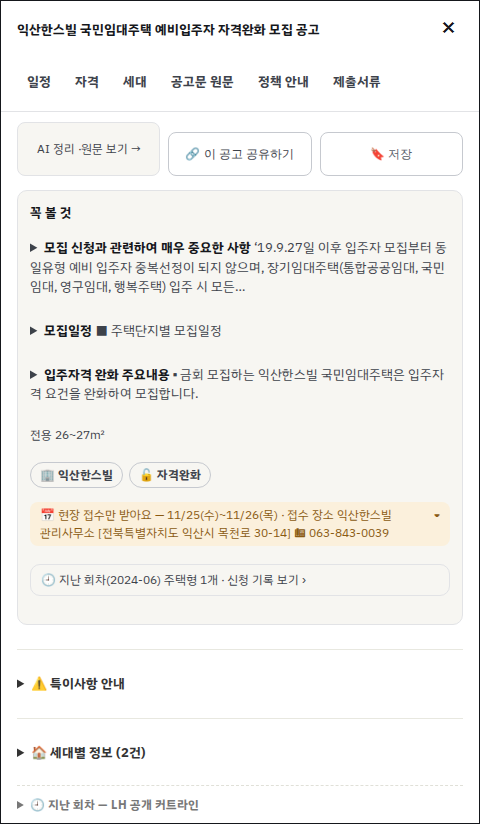 익산한스빌 국민임대주택 예비입주자 자격완화 모집 공고 ✕
일정 자격 세대 공고문 원문 정책 안내 제출서류
AI 정리 ·원문 보기 →
🔗 이 공고 공유하기
🔖 저장
꼭 볼 것
▶ 모집 신청과 관련하여 매우 중요한 사항 ‘19.9.27일 이후 입주자 모집부터 동
일유형 예비 입주자 중복선정이 되지 않으며, 장기임대주택(통합공공임대, 국민
임대, 영구임대, 행복주택) 입주 시 모든...
▶ 모집일정 ■ 주택단지별 모집일정
▶ 입주자격 완화 주요내용 ▪ 금회 모집하는 익산한스빌 국민임대주택은 입주자
격 요건을 완화하여 모집합니다.
전용 26~27m²
🏢 익산한스빌 🔓 자격완화
📅 현장 접수만 받아요 — 11/25(수)~11/26(목) · 접수 장소 익산한스빌
관리사무소 [전북특별자치도 익산시 목천로 30-14] ☎ 063-843-0039
🕘 지난 회차(2024-06) 주택형 1개 · 신청 기록 보기 ›
▶ ⚠️ 특이사항 안내
▶ 🏠 세대별 정보 (2건)
▶ 🕘 지난 회차 — LH 공개 커트라인